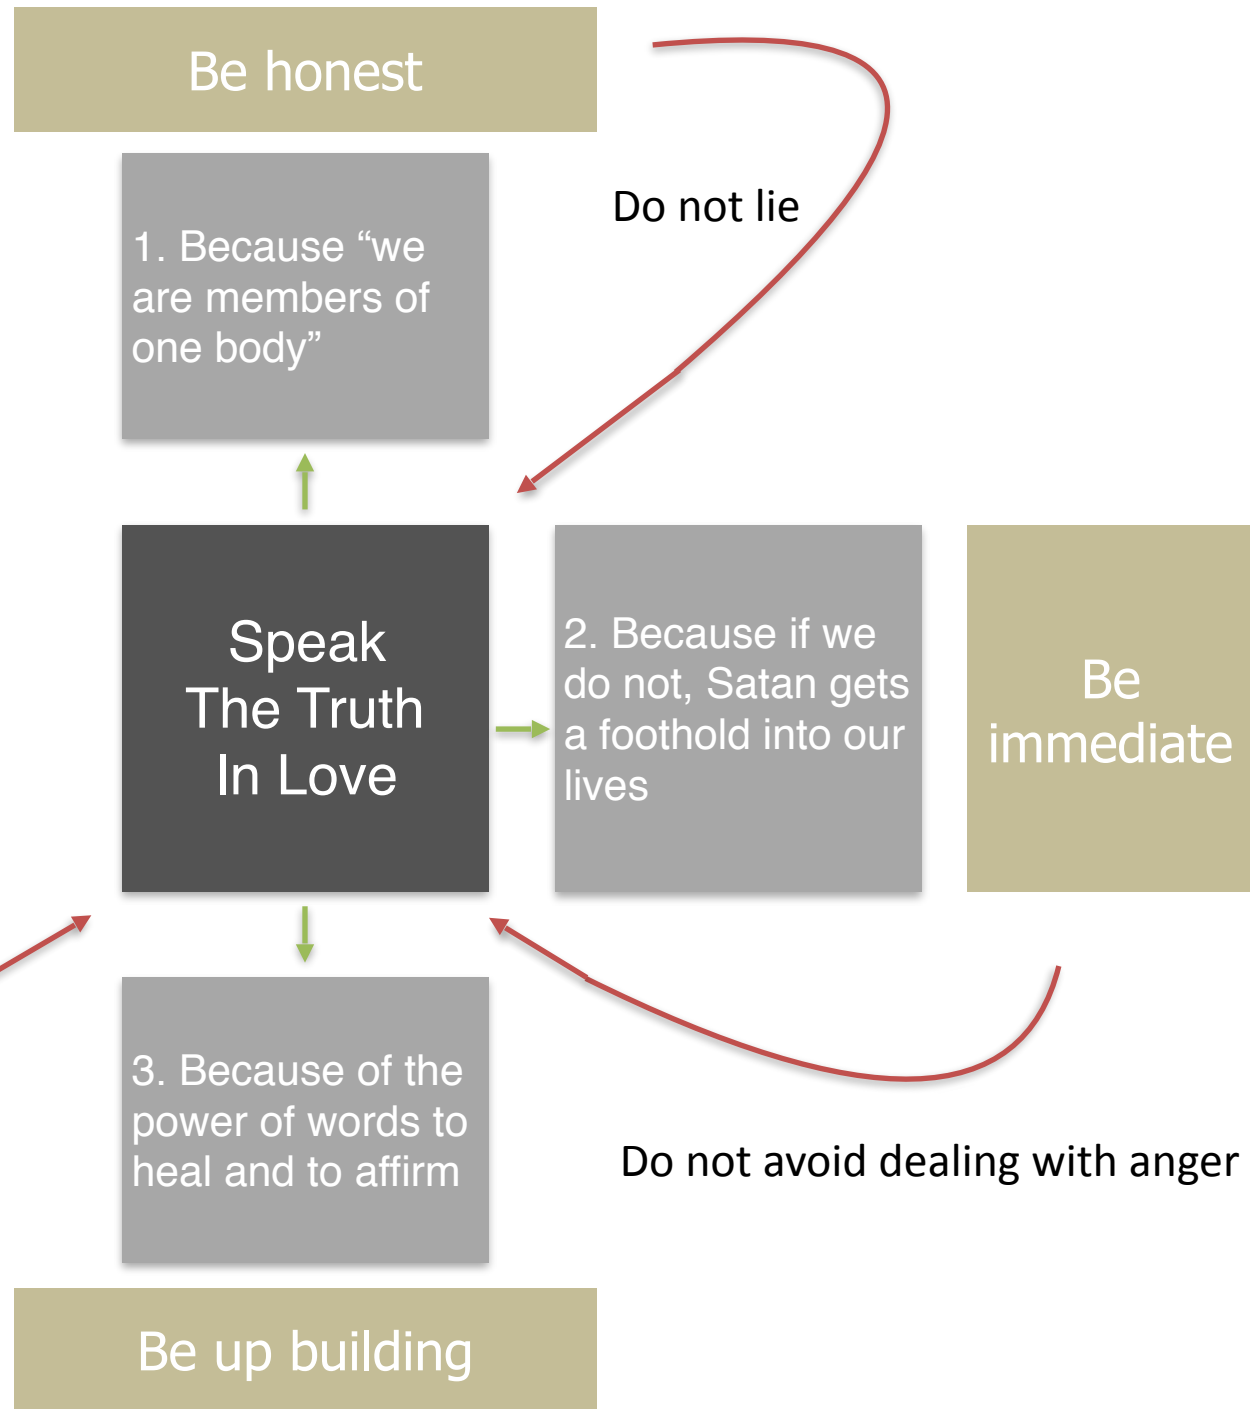 Be honest
Do not lie
1. Because “we
are members of
one body”
Speak
The Truth
In Love
2. Because if we
do not, Satan gets
a foothold into our
lives
Be
immediate
3. Because of the
power of words to
heal and to affirm
Do not avoid dealing with anger
Be up building